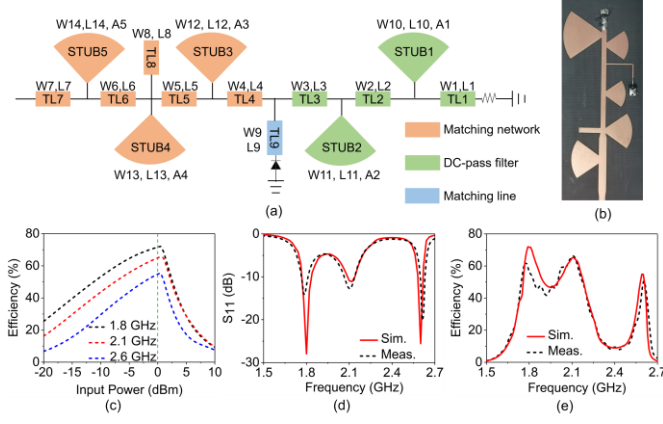 W14,L14, A5
W8, L8
W12, L12, A3
W10, L10, A1
STUB5
TL8
STUB3
STUB1
W7,L7
W6,L6
W5,L5
W4,L4
W3,L3
W2,L2
W1,L1
TL7
TL6
TL5
TL4
TL3
TL2
TL1
W9
L9
TL9
STUB4
STUB2
W13, L13, A4
W11, L11, A2
Matching network
DC-pass filter
Matching line
(a)
(b)
Efficiency (%)
80
60
40
20
0
1.8 GHz
2.1 GHz
2.6 GHz
-20
-15
-10
-5
0
5
10
Input Power (dBm)
(c)
S11 (dB)
0
-10
-20
-30
-40
Sim.
Meas.
1.5
1.8
2.1
2.4
2.7
Frequency (GHz)
(d)
Efficiency (%)
80
60
40
20
0
Sim.
Meas.
1.5
1.8
2.1
2.4
2.7
Frequency (GHz)
(e)